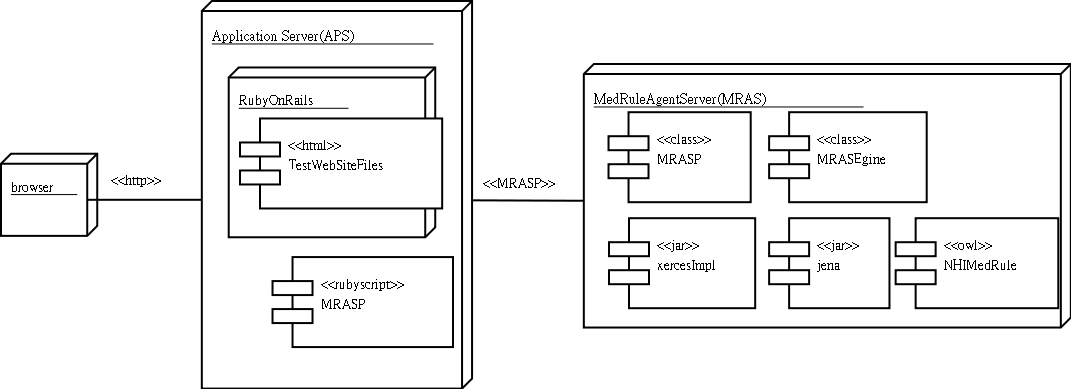 Application Server(APS)
RubyOnRails
<<html>>
TestWebSiteFiles
browser
<<http>>
<<rubyscript>>
MRASP
<<MRASP>>
MedRuleAgentServer(MRAS)
<<class>>
MRASP
<<class>>
MRASEgine
<<jar>>
xercesImpl
<<jar>>
jena
<<owl>>
NHIMedRule